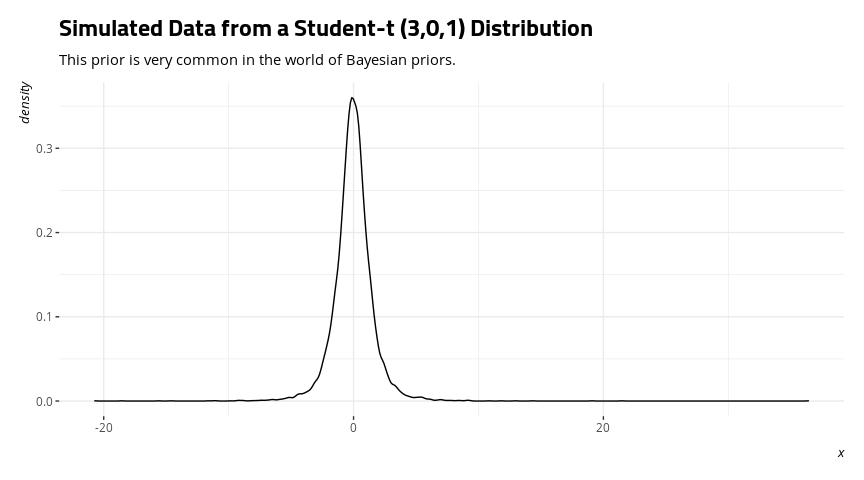 Simulated Data from a Student-t (3,0,1) Distribution
This prior is very common in the world of Bayesian priors.
density
0.3
0.2
0.1
0.0
-20
0
20
x